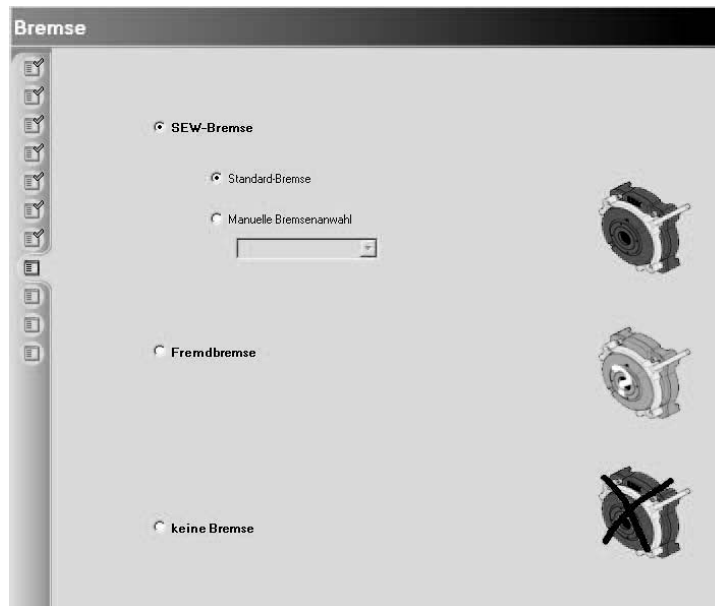 Bremse
SEW-Bremse
Standard-Bremse
Manuelle Bremsenanwahl
Fremdbremse
keine Bremse